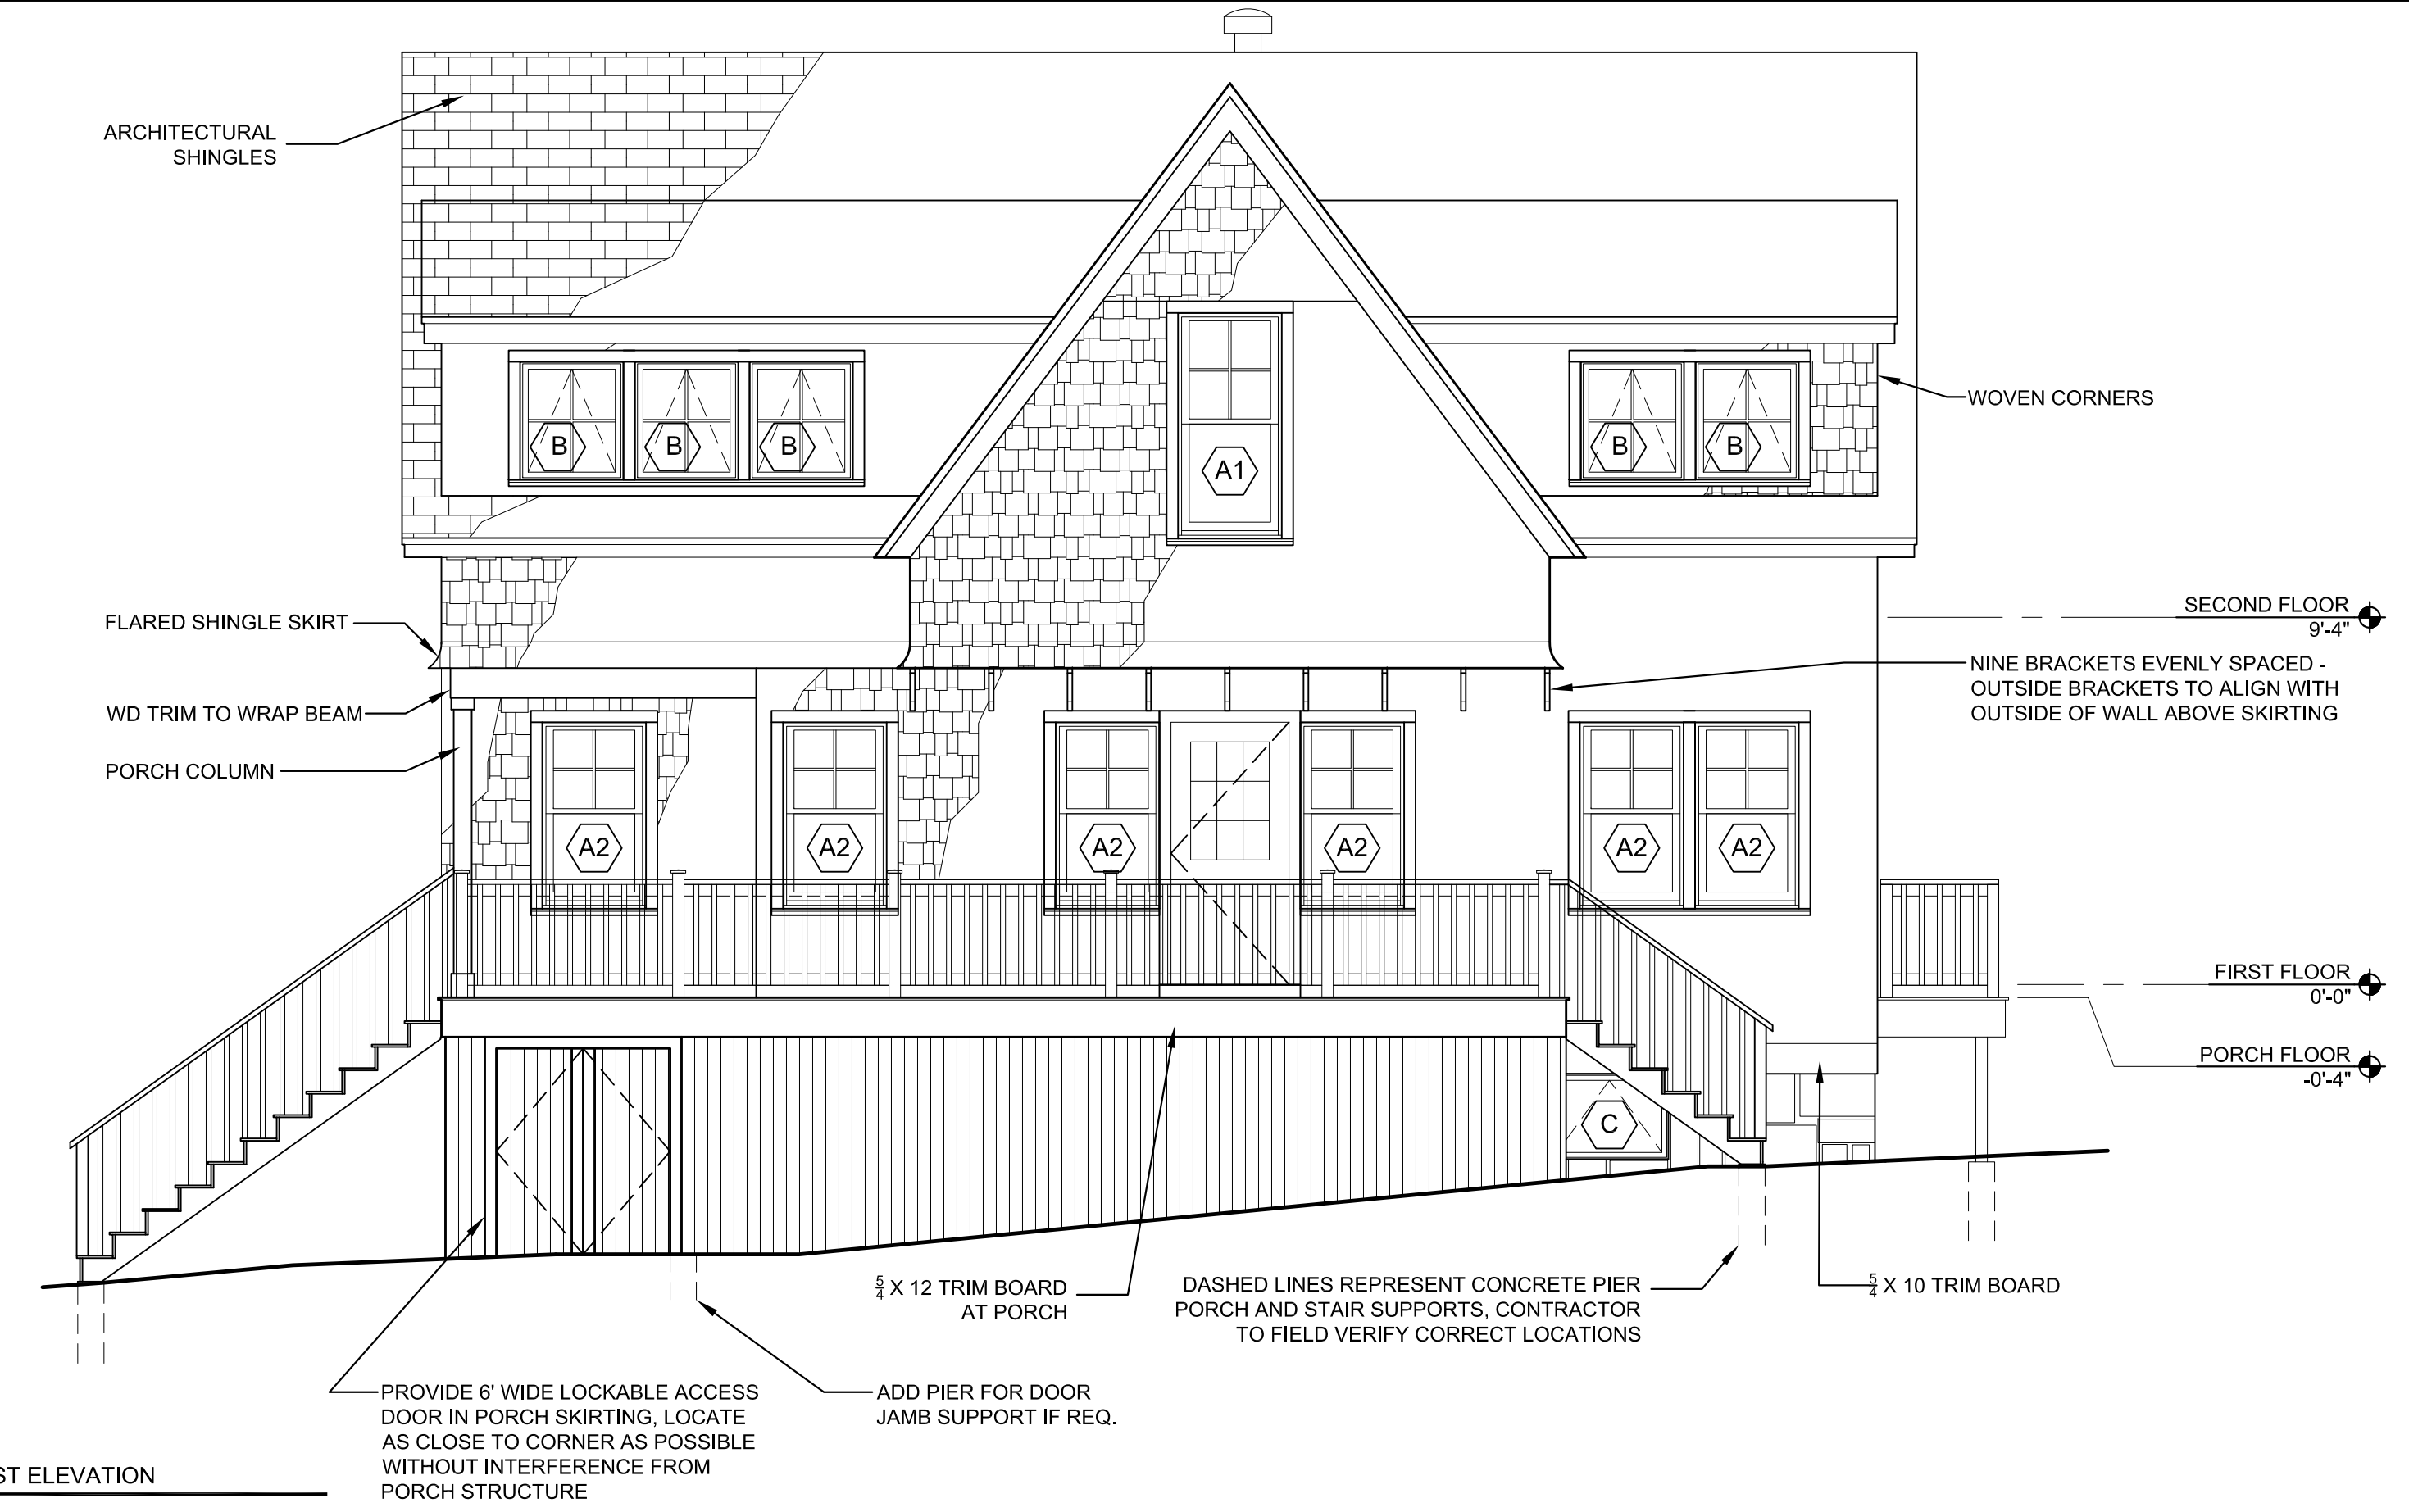 ARCHITECTURAL
SHINGLES
B
B
B
A1
B
B
WOVEN CORNERS
FLARED SHINGLE SKIRT
SECOND FLOOR
9'-4"
NINE BRACKETS EVENLY SPACED -
OUTSIDE BRACKETS TO ALIGN WITH
OUTSIDE OF WALL ABOVE SKIRTING
WD TRIM TO WRAP BEAM
PORCH COLUMN
A2
A2
A2
A2
A2
A2
FIRST FLOOR
0'-0"
PORCH FLOOR
-0'-4"
C
5/4 X 12 TRIM BOARD
AT PORCH
DASHED LINES REPRESENT CONCRETE PIER
PORCH AND STAIR SUPPORTS, CONTRACTOR
TO FIELD VERIFY CORRECT LOCATIONS
5/4 X 10 TRIM BOARD
PROVIDE 6' WIDE LOCKABLE ACCESS
DOOR IN PORCH SKIRTING, LOCATE
AS CLOSE TO CORNER AS POSSIBLE
WITHOUT INTERFERENCE FROM
PORCH STRUCTURE
ADD PIER FOR DOOR
JAMB SUPPORT IF REQ.
ELEVATION